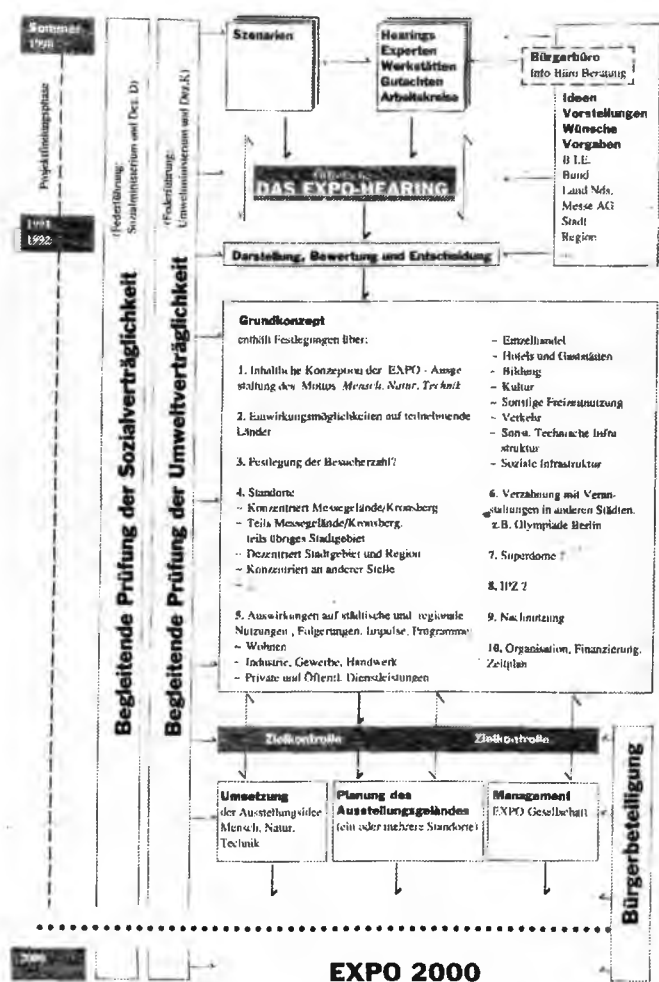 Sommer
1990
Projektfindungsphase
1991
1992
2000
(Federführung:
Sozialministerium und Dez. D)
Begleitende Prüfung der Sozialverträglichkeit
(Federführung:
Umweltministerium und Dez. K)
Begleitende Prüfung der Umweltverträglichkeit
Szenarien
Hearings
Experten
Werkstätten
Gutachten
Arbeitskreise
Bürgerbüro
Info Büro Beratung
Ideen
Vorstellungen
Wünsche
Vorgaben
B.I.E.
Bund
Land Nds.
Messe AG
Stadt
Region
...
DAS EXPO-HEARING
Darstellung, Bewertung und Entscheidung
Grundkonzept
enthält Festlegungen über:
1. Inhaltliche Konzeption der EXPO - Ausge
staltung des Mottos Mensch, Natur, Technik
2. Einwirkungsmöglichkeiten auf teilnehmende
Länder
3. Festlegung der Besucherzahl?
4. Standorte
– Konzentriert Messegelände/Kronsberg
– Teils Messegelände/Kronsberg,
teils übriges Stadtgebiet
– Dezentriert Stadtgebiet und Region
– Konzentriert an anderer Stelle
– ...
5. Auswirkungen auf städtische und regionale
Nutzungen , Folgerungen, Impulse, Programme
– Wohnen
– Industrie, Gewerbe, Handwerk
– Private und Öffentl. Dienstleistungen
– Einzelhandel
– Hotels und Gaststätten
– Bildung
– Kultur
– Sonstige Freizeitnutzung
– Verkehr
– Sonst. Technische Infra
struktur
– Soziale Infrastruktur
6. Verzahnung mit Veran-
staltungen in anderen Städten,
z.B. Olympiade Berlin
7. Superdome ?
8. IPZ ?
9. Nachnutzung
10. Organisation, Finanzierung,
Zeitplan
Zielkontrolle
Zielkontrolle
Umsetzung
der Ausstellungsidee
Mensch, Natur,
Technik
Planung des
Ausstellungsgeländes
(ein oder mehrere Standorte)
Management
EXPO Gesellschaft
Bürgerbeteiligung
EXPO 2000